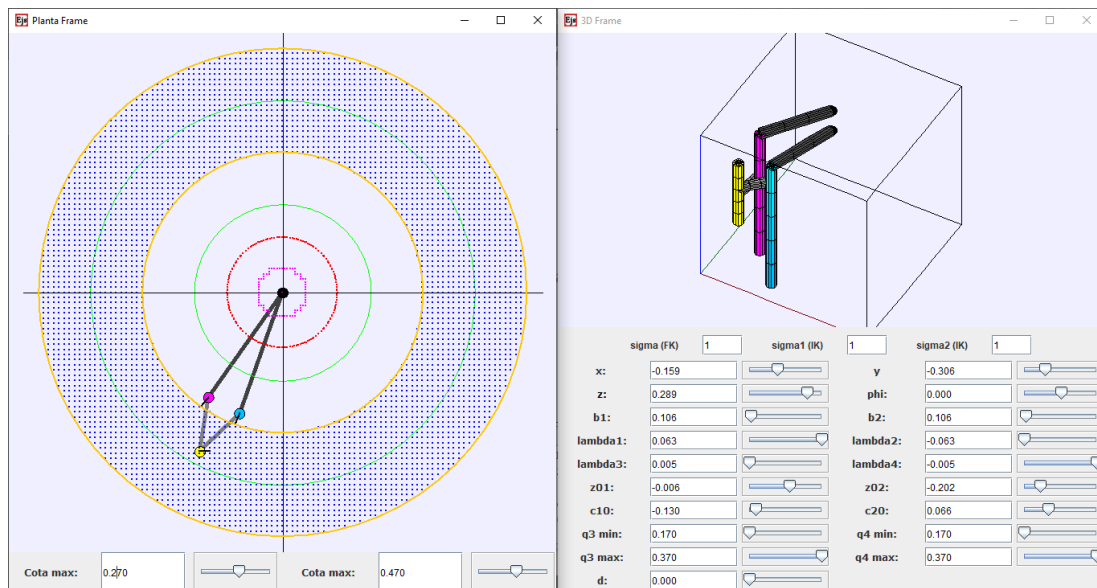 Ejs Planta Frame
Ejs 3D Frame
Cota max: 0.270 Cota max: 0.470
sigma (FK) 1 sigma1 (IK) 1 sigma2 (IK) 1
x: -0.159 y -0.306
z: 0.289 phi: 0.000
b1: 0.106 b2: 0.106
lambda1: 0.063 lambda2: -0.063
lambda3: 0.005 lambda4: -0.005
z01: -0.006 z02: -0.202
c10: -0.130 c20: 0.066
q3 min: 0.170 q4 min: 0.170
q3 max: 0.370 q4 max: 0.370
d: 0.000